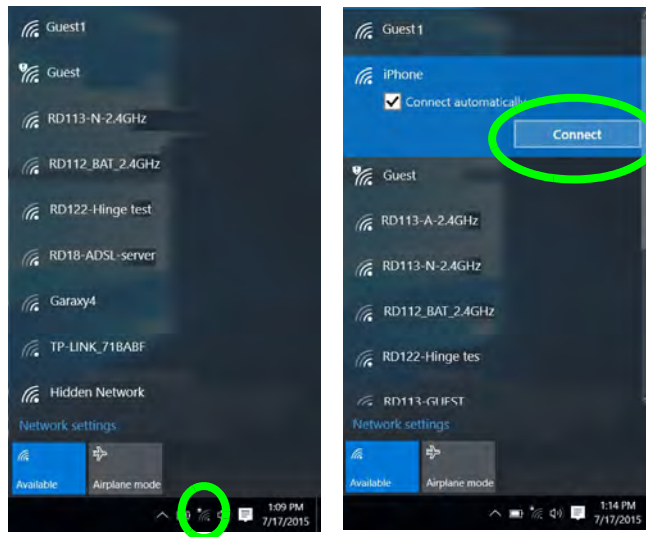 Guest1
Guest
RD113-N-2.4GHz
RD112_BAT_2.4GHz
RD122-Hinge test
RD18-ADSL-server
Garaxy4
TP-LINK_71BABF
Hidden Network
Network settings
Available
Airplane mode
1:09 PM
7/17/2015
Guest1
iPhone
Connect automatically
Connect
Guest
RD113-A-2.4GHz
RD113-N-2.4GHz
RD112_BAT_2.4GHz
RD122-Hinge tes
RD113-GUEST
Network settings
Available
Airplane mode
1:14 PM
7/17/2015